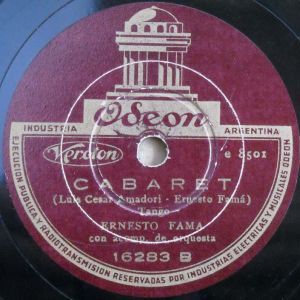 Odeon
INDUSTRIA ARGENTINA
Veroton e 8501
CABARET
(Luis Cesar Amadori - Ernesto Famá)
Tango
ERNESTO FAMA
con acomp. de orquesta
16283 B
EJECUCION PUBLICA Y RADIOTRANSMISION RESERVADAS POR INDUSTRIAS ELECTRICAS Y MUSICALES ODEON